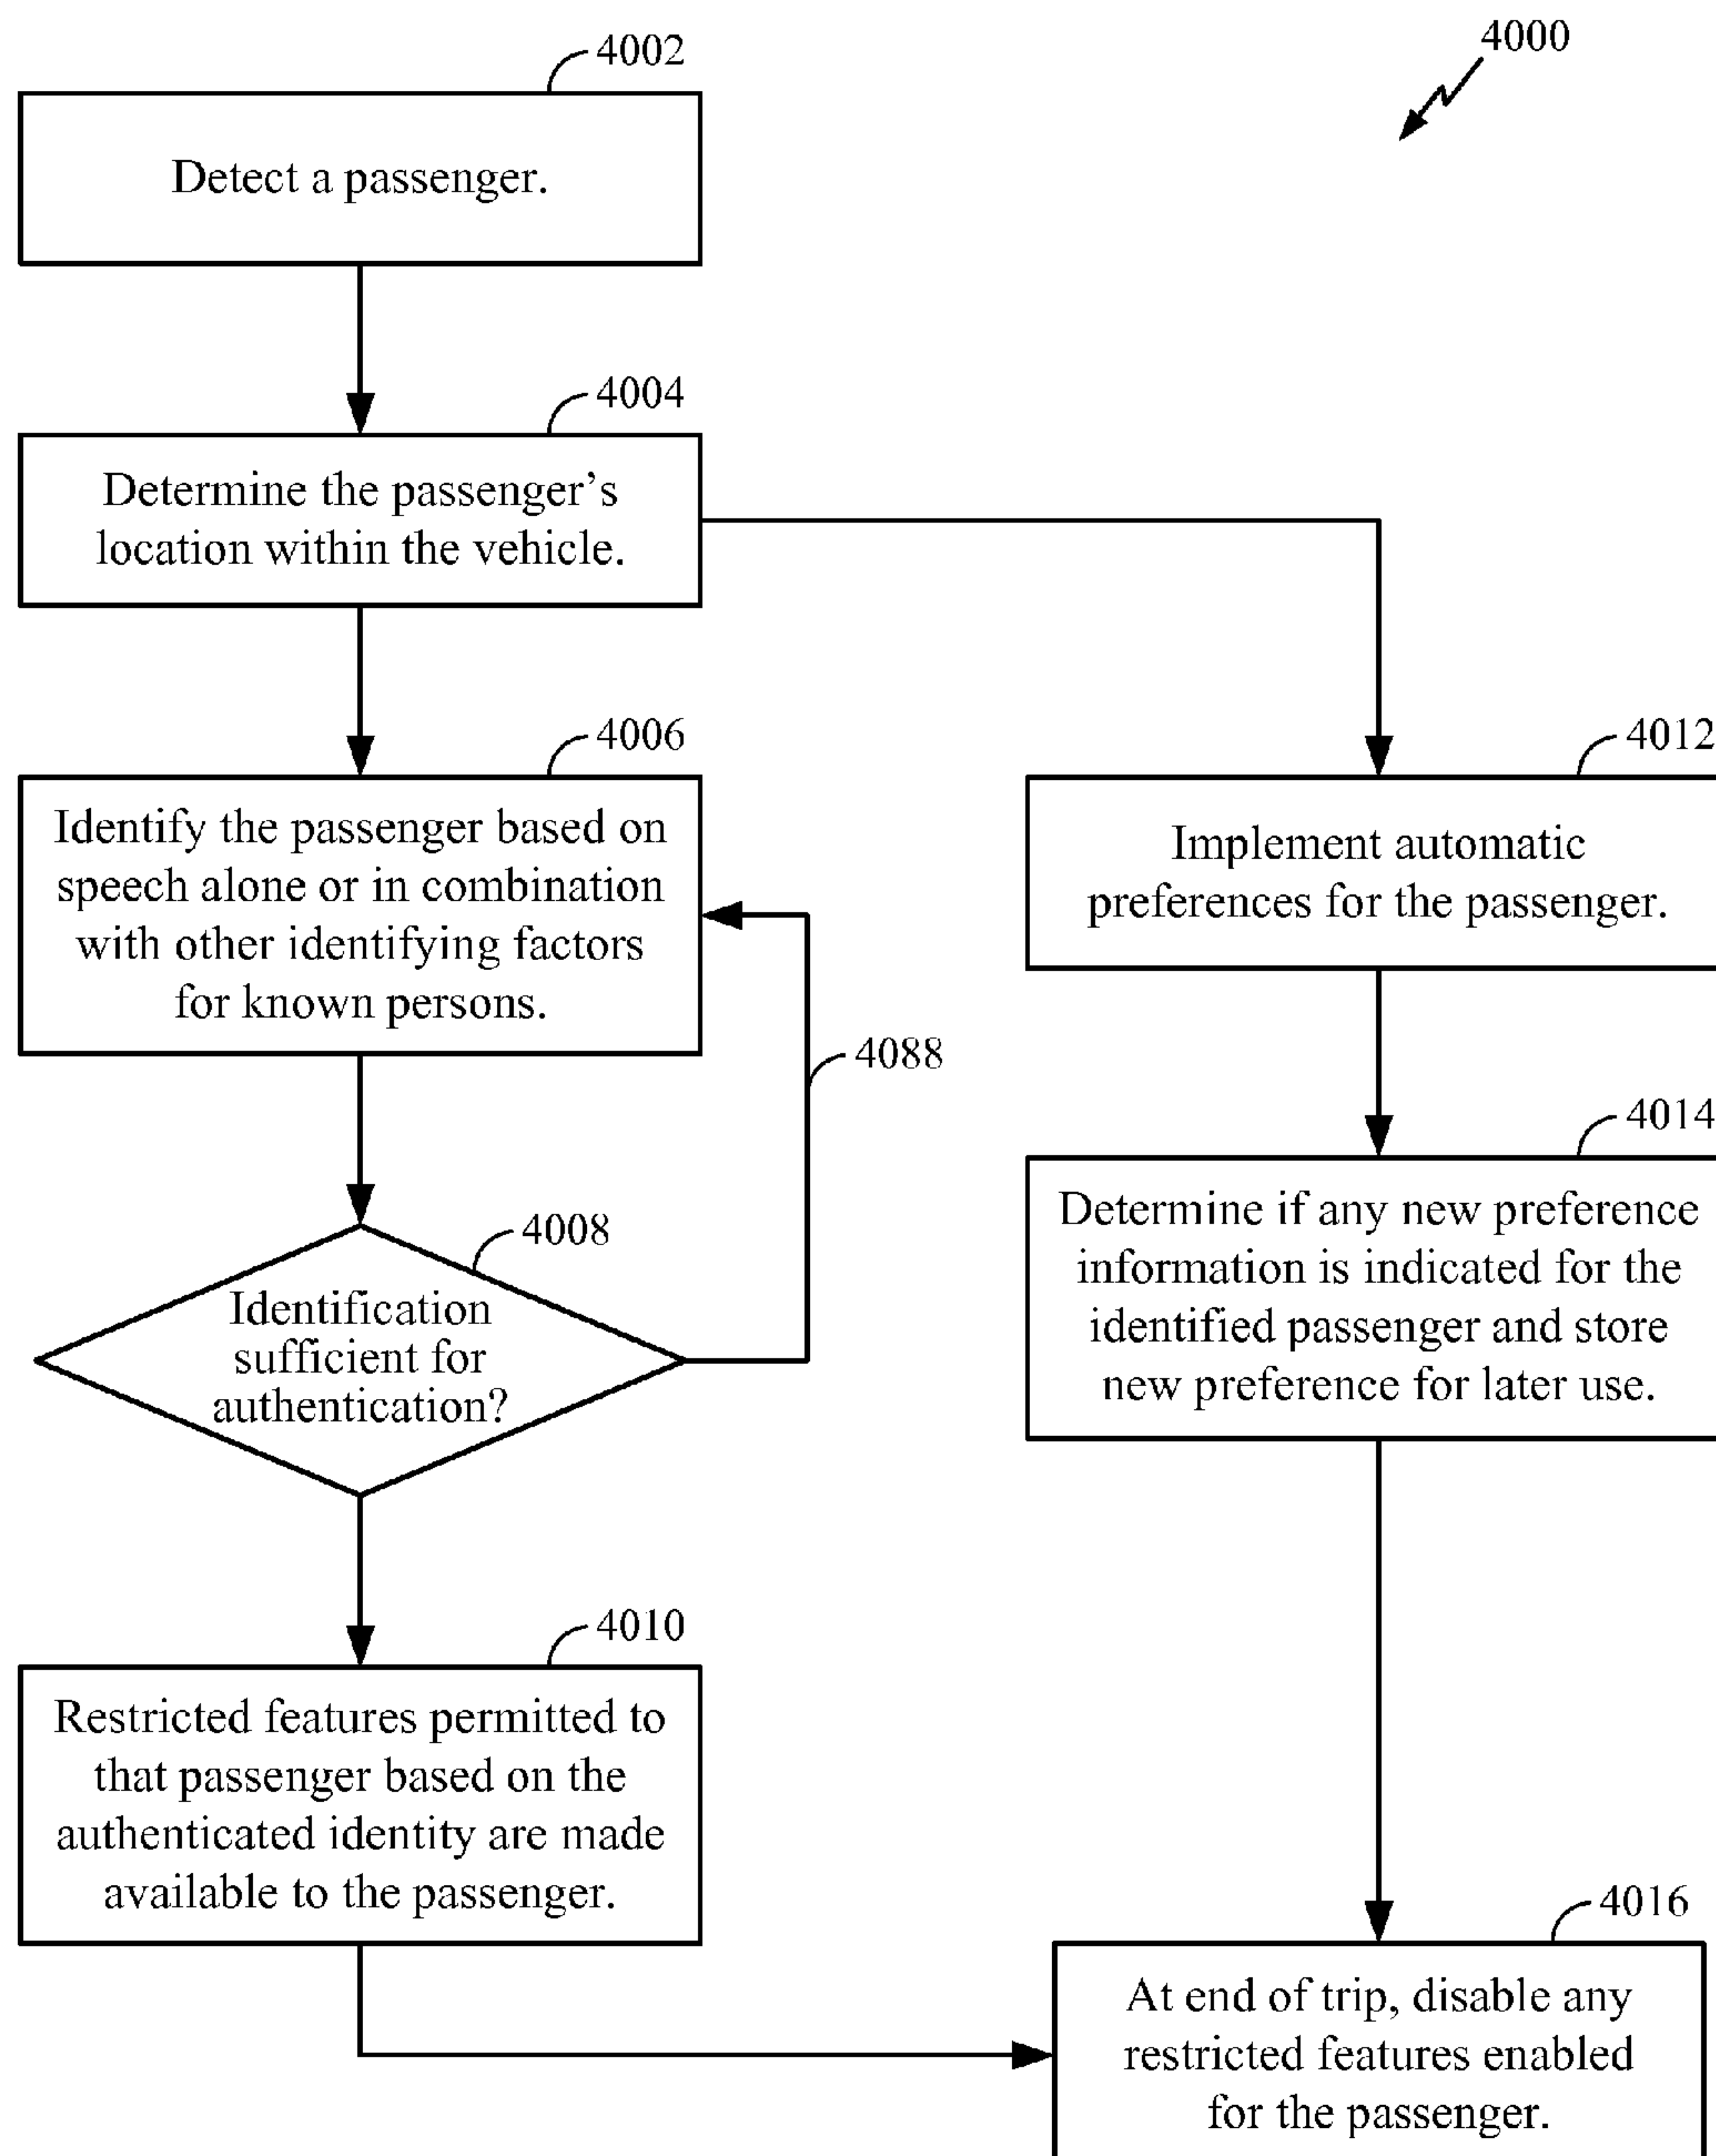 4000
4002
Detect a passenger.
4004
Determine the passenger’s
location within the vehicle.
4006
Identify the passenger based on
speech alone or in combination
with other identifying factors
for known persons.
4088
4008
Identification
sufficient for
authentication?
4010
Restricted features permitted to
that passenger based on the
authenticated identity are made
available to the passenger.
4012
Implement automatic
preferences for the passenger.
4014
Determine if any new preference
information is indicated for the
identified passenger and store
new preference for later use.
4016
At end of trip, disable any
restricted features enabled
for the passenger.